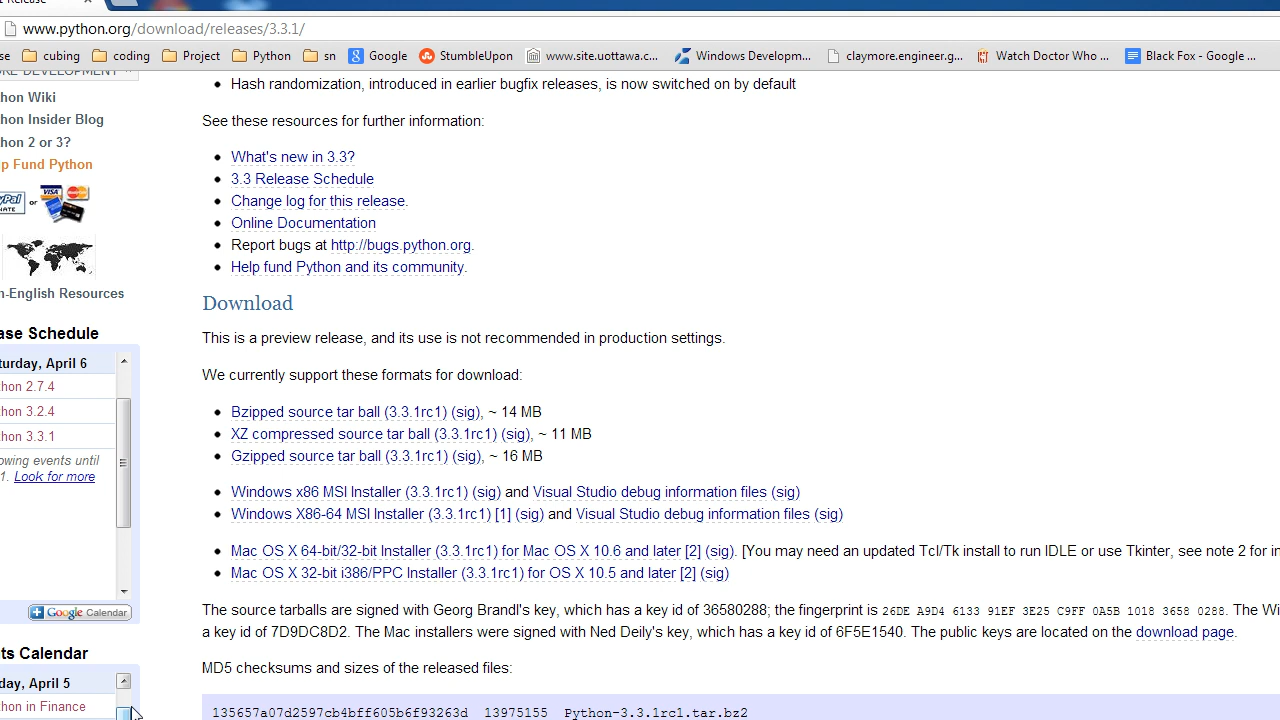 www.python.org/download/releases/3.3.1/
se cubing coding Project Python sn Google StumbleUpon www.site.uottawa.c... Windows Developm... claymore.engineer.g... Watch Doctor Who ... Black Fox - Google ...
hon Wiki
hon Insider Blog
hon 2 or 3?
p Fund Python
VISA
n-English Resources
ase Schedule
turday, April 6
hon 2.7.4
hon 3.2.4
hon 3.3.1
owing events until
1. Look for more
Google Calendar
ts Calendar
day, April 5
hon in Finance
Hash randomization, introduced in earlier bugfix releases, is now switched on by default
See these resources for further information:
What's new in 3.3?
3.3 Release Schedule
Change log for this release.
Online Documentation
Report bugs at http://bugs.python.org.
Help fund Python and its community.
Download
This is a preview release, and its use is not recommended in production settings.
We currently support these formats for download:
Bzipped source tar ball (3.3.1rc1) (sig), ~ 14 MB
XZ compressed source tar ball (3.3.1rc1) (sig), ~ 11 MB
Gzipped source tar ball (3.3.1rc1) (sig), ~ 16 MB
Windows x86 MSI Installer (3.3.1rc1) (sig) and Visual Studio debug information files (sig)
Windows X86-64 MSI Installer (3.3.1rc1) [1] (sig) and Visual Studio debug information files (sig)
Mac OS X 64-bit/32-bit Installer (3.3.1rc1) for Mac OS X 10.6 and later [2] (sig). [You may need an updated Tcl/Tk install to run IDLE or use Tkinter, see note 2 for in
Mac OS X 32-bit i386/PPC Installer (3.3.1rc1) for OS X 10.5 and later [2] (sig)
The source tarballs are signed with Georg Brandl's key, which has a key id of 36580288; the fingerprint is 26DE A9D4 6133 91EF 3E25 C9FF 0A5B 1018 3658 0288. The Wi
a key id of 7D9DC8D2. The Mac installers were signed with Ned Deily's key, which has a key id of 6F5E1540. The public keys are located on the download page.
MD5 checksums and sizes of the released files:
135657a07d2597cb4bff605b6f93263d 13975155 Python-3.3.1rc1.tar.bz2